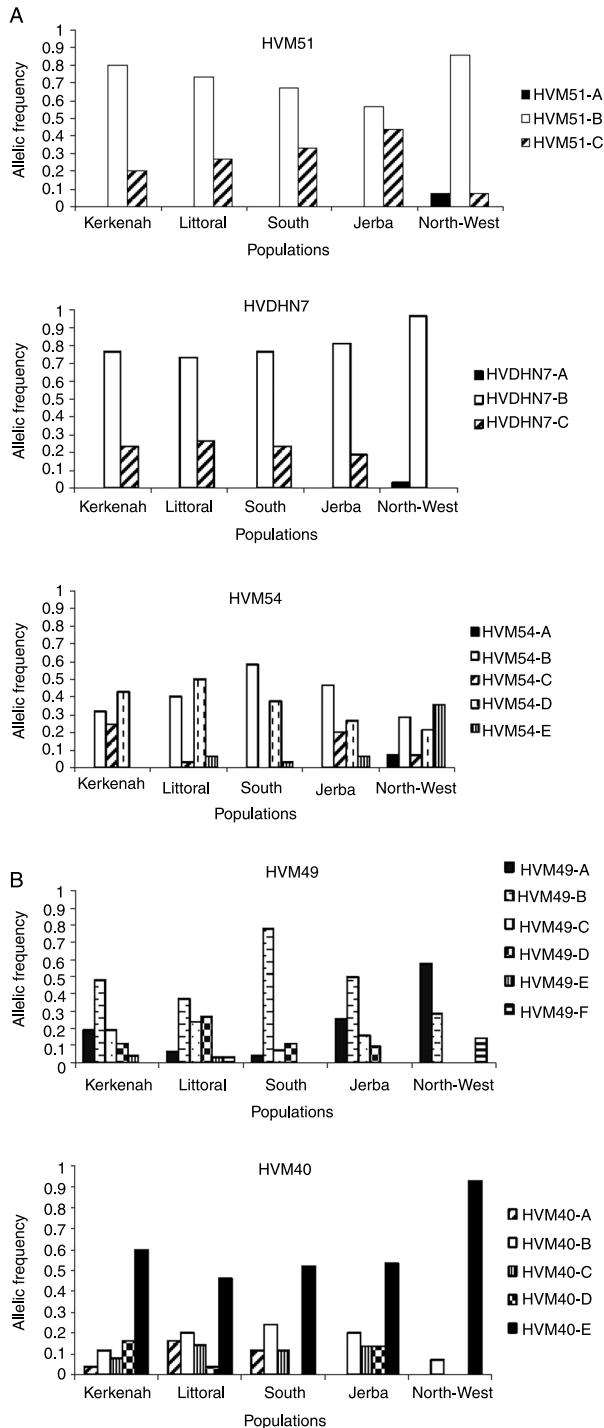 A
HVM51
Allelic frequency
1
0.9
0.8
0.7
0.6
0.5
0.4
0.3
0.2
0.1
0
Kerkenah Littoral South Jerba North-West
Populations
HVM51-A
HVM51-B
HVM51-C
HVDHN7
Allelic frequency
1
0.9
0.8
0.7
0.6
0.5
0.4
0.3
0.2
0.1
0
Kerkenah Littoral South Jerba North-West
Populations
HVDHN7-A
HVDHN7-B
HVDHN7-C
HVM54
Allelic frequency
1
0.9
0.8
0.7
0.6
0.5
0.4
0.3
0.2
0.1
0
Kerkenah Littoral South Jerba North-West
Populations
HVM54-A
HVM54-B
HVM54-C
HVM54-D
HVM54-E
B
HVM49
Allelic frequency
1
0.9
0.8
0.7
0.6
0.5
0.4
0.3
0.2
0.1
0
Kerkenah Littoral South Jerba North-West
Populations
HVM49-A
HVM49-B
HVM49-C
HVM49-D
HVM49-E
HVM49-F
HVM40
Allelic frequency
1
0.9
0.8
0.7
0.6
0.5
0.4
0.3
0.2
0.1
0
Kerkenah Littoral South Jerba North-West
Populations
HVM40-A
HVM40-B
HVM40-C
HVM40-D
HVM40-E